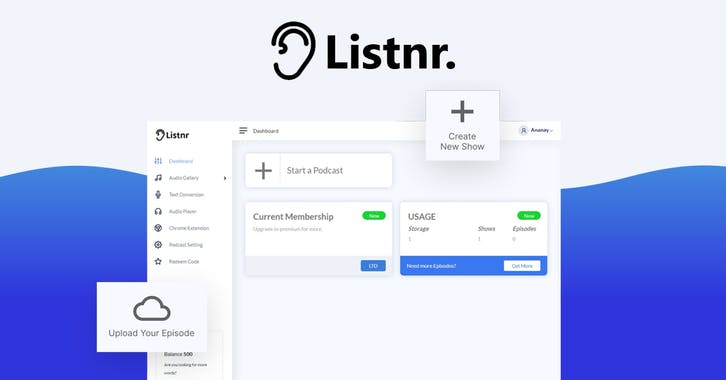 Listnr.
Listnr
Dashboard
Ananay
Create
New Show
Dashboard
Audio Gallery
Text Conversion
Audio Player
Chrome Extension
Podcast Setting
Redeem Code
Start a Podcast
Current Membership
New
Upgrade to premium for more.
LTD
USAGE
New
Storage Shows Episodes
1 1 0
Need more Episodes?
Get More
Upload Your Episode
Balance 500
Are you looking for more
words?